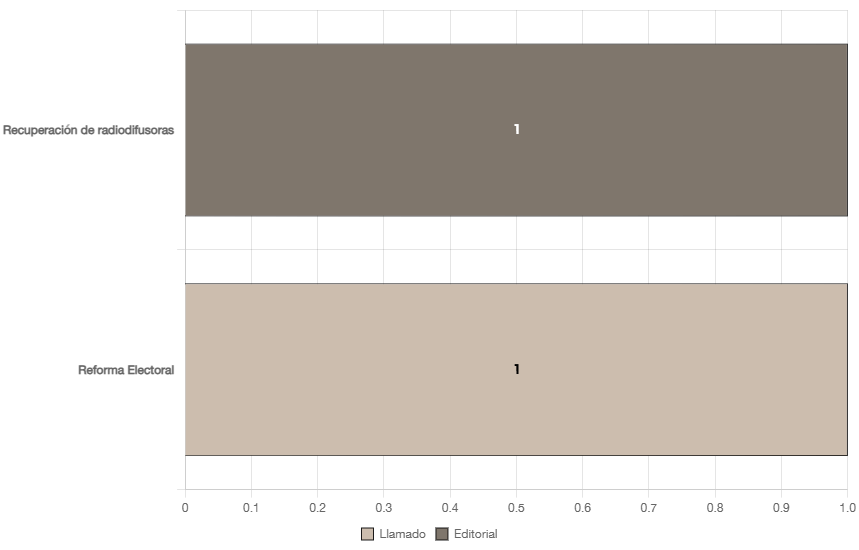 Recuperación de radiodifusoras
1
Reforma Electoral
1
0 0.1 0.2 0.3 0.4 0.5 0.6 0.7 0.8 0.9 1.0
Llamado Editorial